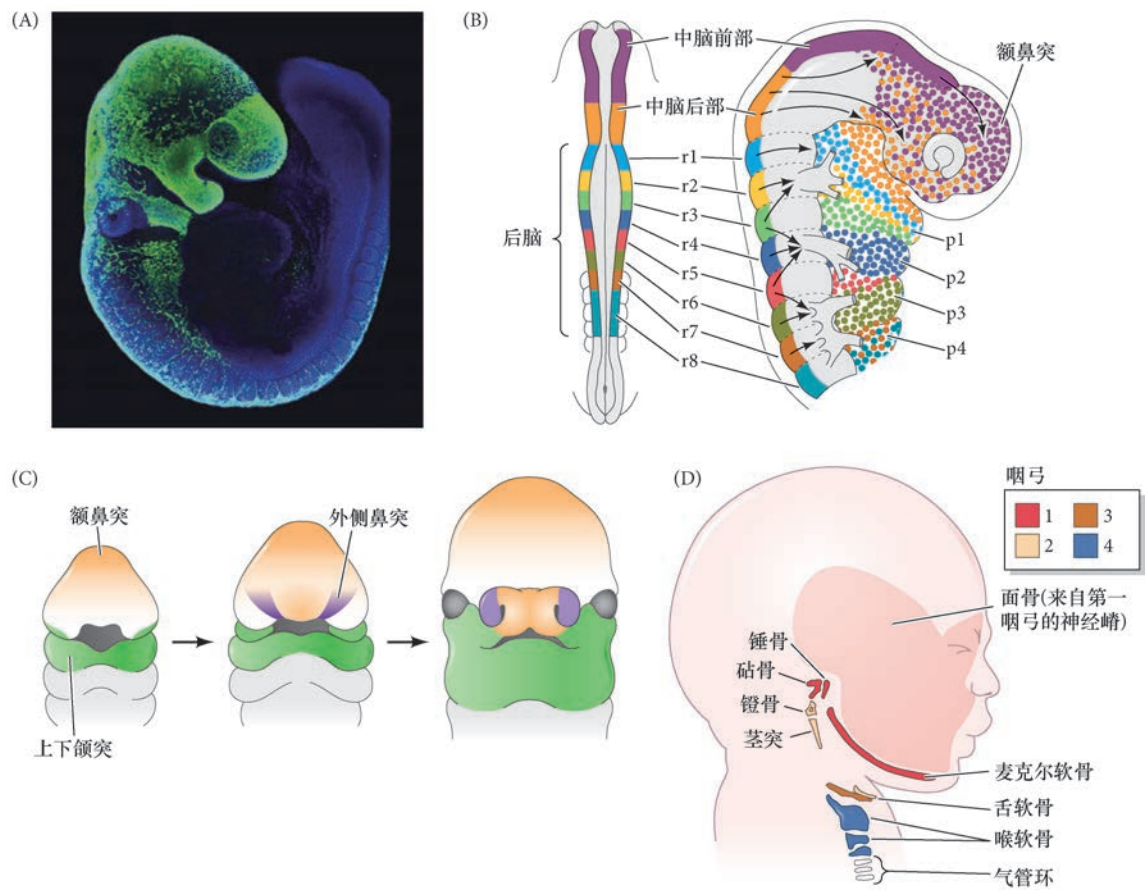 (A)
(B)
中脑前部
额鼻突
中脑后部
r1
r2
r3
后脑
r4
r5
r6
r7
r8
p1
p2
p3
p4
(C)
额鼻突
外侧鼻突
上下颌突
(D)
咽弓
1 3
2 4
面骨(来自第一
咽弓的神经嵴)
锤骨
砧骨
镫骨
茎突
麦克尔软骨
舌软骨
喉软骨
气管环